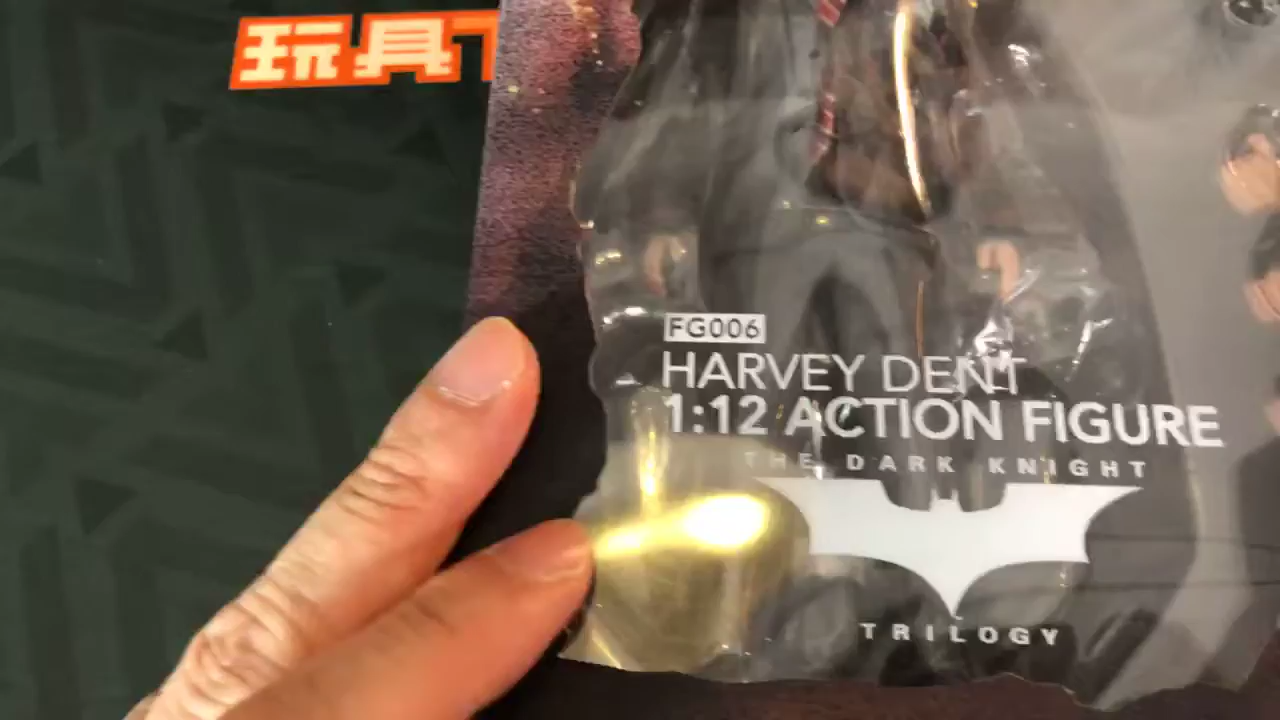 玩具
FG006
HARVEY DENT
1:12 ACTION FIGURE
THE DARK KNIGHT
TRILOGY